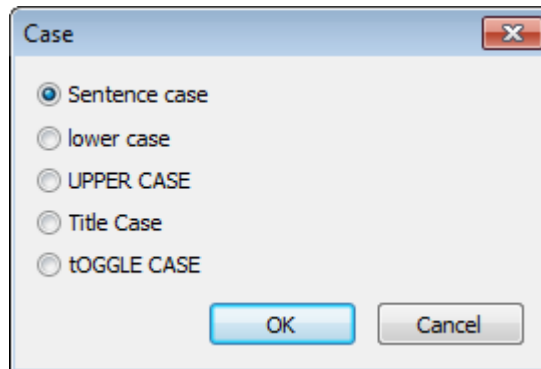 Case
Sentence case
lower case
UPPER CASE
Title Case
tOGGLE CASE
OK Cancel